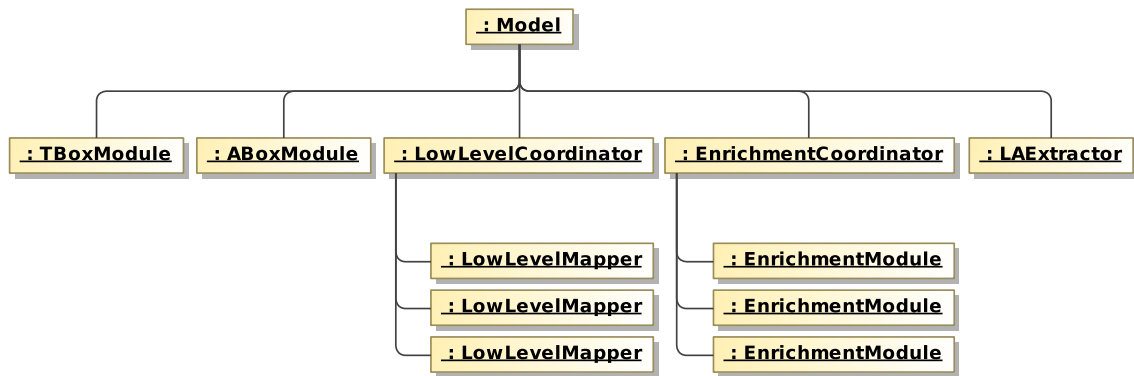 : Model
: TBoxModule
: ABoxModule
: LowLevelCoordinator
: EnrichmentCoordinator
: LAExtractor
: LowLevelMapper
: EnrichmentModule
: LowLevelMapper
: EnrichmentModule
: LowLevelMapper
: EnrichmentModule